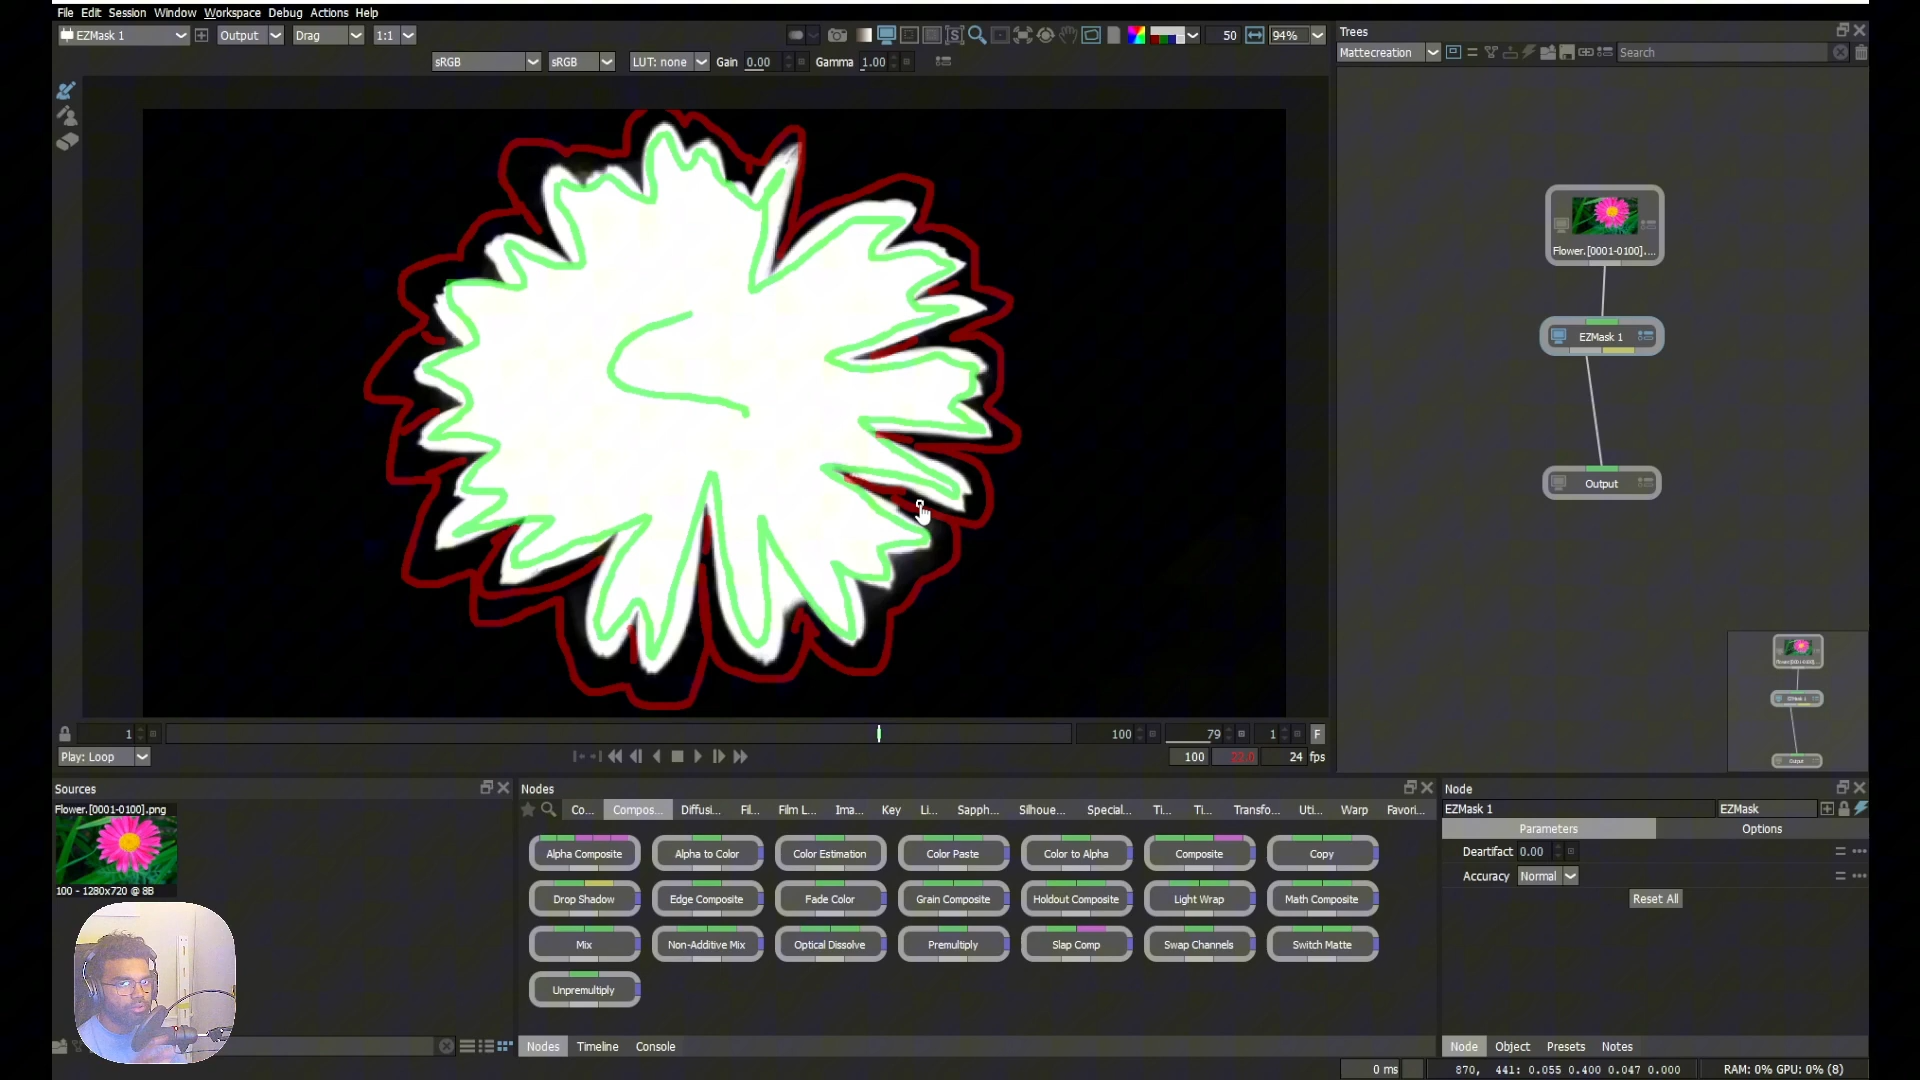 File Edit Session Window Workspace Debug Actions Help
EZMask 1 Output Drag 1:1 50 94%
sRGB sRGB LUT: none Gain 0.00 Gamma 1.00
Trees
Mattecreation Search
Flower.[0001-0100]....
EZMask 1
Output
1 100 79 1 F
Play: Loop 100 22.0 24 fps
Sources
Flower.[0001-0100].png
100 - 1280x720 @ 8B
Nodes
Co... Compos... Diffusi... Fil... Film L... Ima... Key Li... Sapph... Silhoue... Special... Ti... Ti... Transfo... Uti... Warp Favori...
Alpha Composite Alpha to Color Color Estimation Color Paste Color to Alpha Composite Copy
Drop Shadow Edge Composite Fade Color Grain Composite Holdout Composite Light Wrap Math Composite
Mix Non-Additive Mix Optical Dissolve Premultiply Slap Comp Swap Channels Switch Matte
Unpremultiply
Nodes Timeline Console
Node
EZMask 1 EZMask
Parameters Options
Deartifact 0.00
Accuracy Normal
Reset All
Node Object Presets Notes
0 ms 870, 441: 0.055 0.400 0.047 0.000 RAM: 0% GPU: 0% (8)